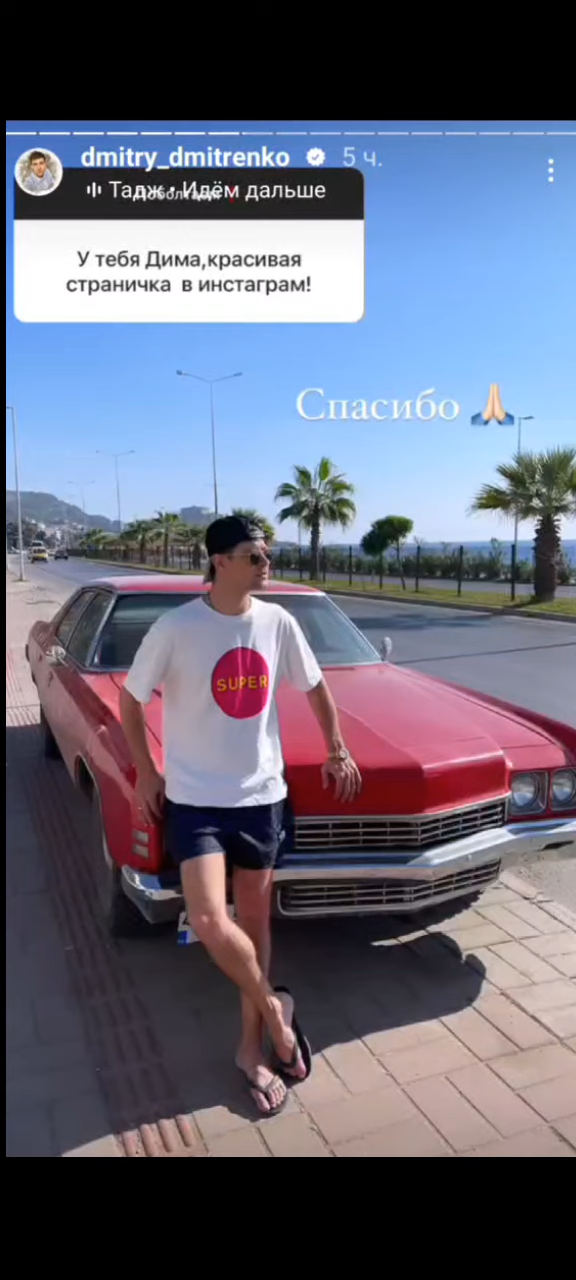 dmitry_dmitrenko 5 ч.
Тадж • Идём дальше
У тебя Дима,красивая
страничка в инстаграм!
Спасибо 🙏🏻
SUPER